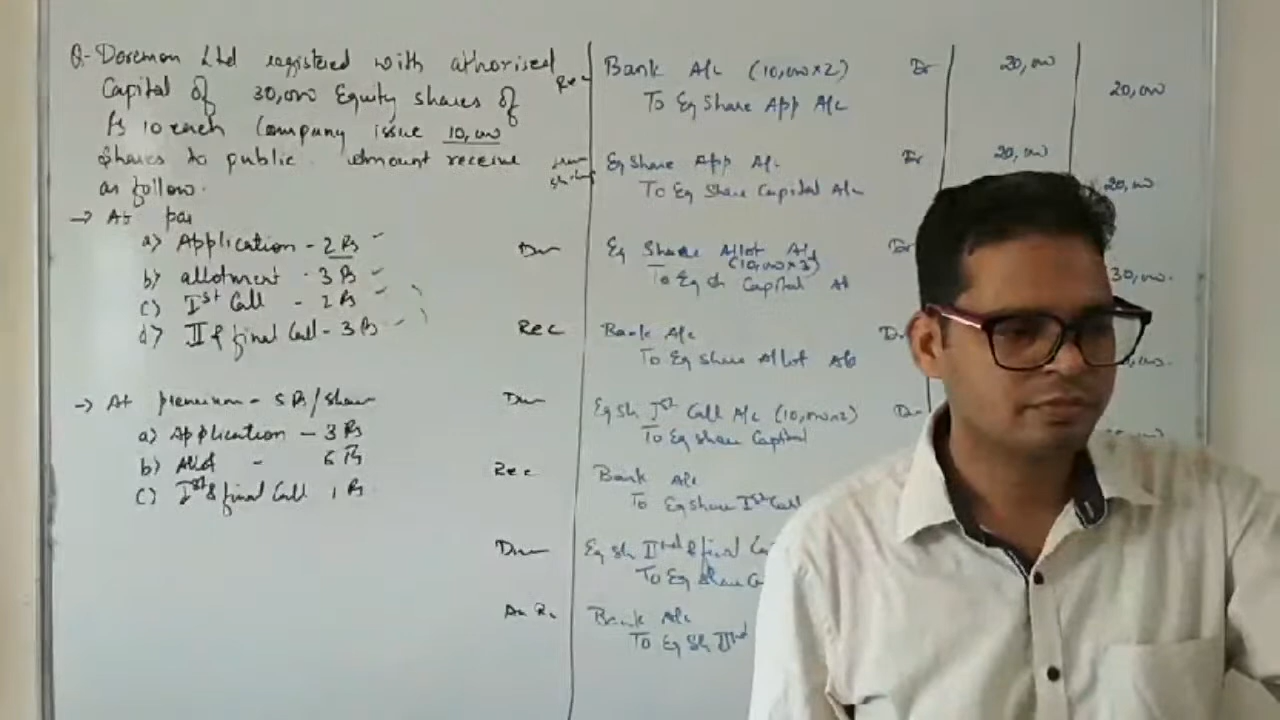 Q- Doremon Ltd registered with athorised
Capital of 30,000 Equity shares of
Rs 10 each Company issue 10,000
shares to public. Amount receive
as follow.
→ At par
a) Application - 2 Rs
b) allotment - 3 Rs
c) Ist Call - 2 Rs
d) II & final Call - 3 Rs
→ At premium - 5 Rs/share
a) Application - 3 Rs
b) Allot - 6 Rs
c) Ist & final Call 1 Rs
Rec Bank A/c (10,000×2) Dr 20,000
To Eq Share App A/c 20,000
Eq Share App A/c Dr 20,000
To Eq Share Capital A/c 20,000
Due Eq Share Allot A/c Dr
(10,000×3)
To Eq sh Capital A/c 30,000
Rec Bank A/c
To Eq share Allot A/c
Due Eq Sh Ist Call A/c (10,000×2)
To Eq share Capital
Rec Bank A/c
To Eq share Ist Call
Due Eq Sh IInd & final
To Eq share
Bank A/c
To Eq Sh IInd